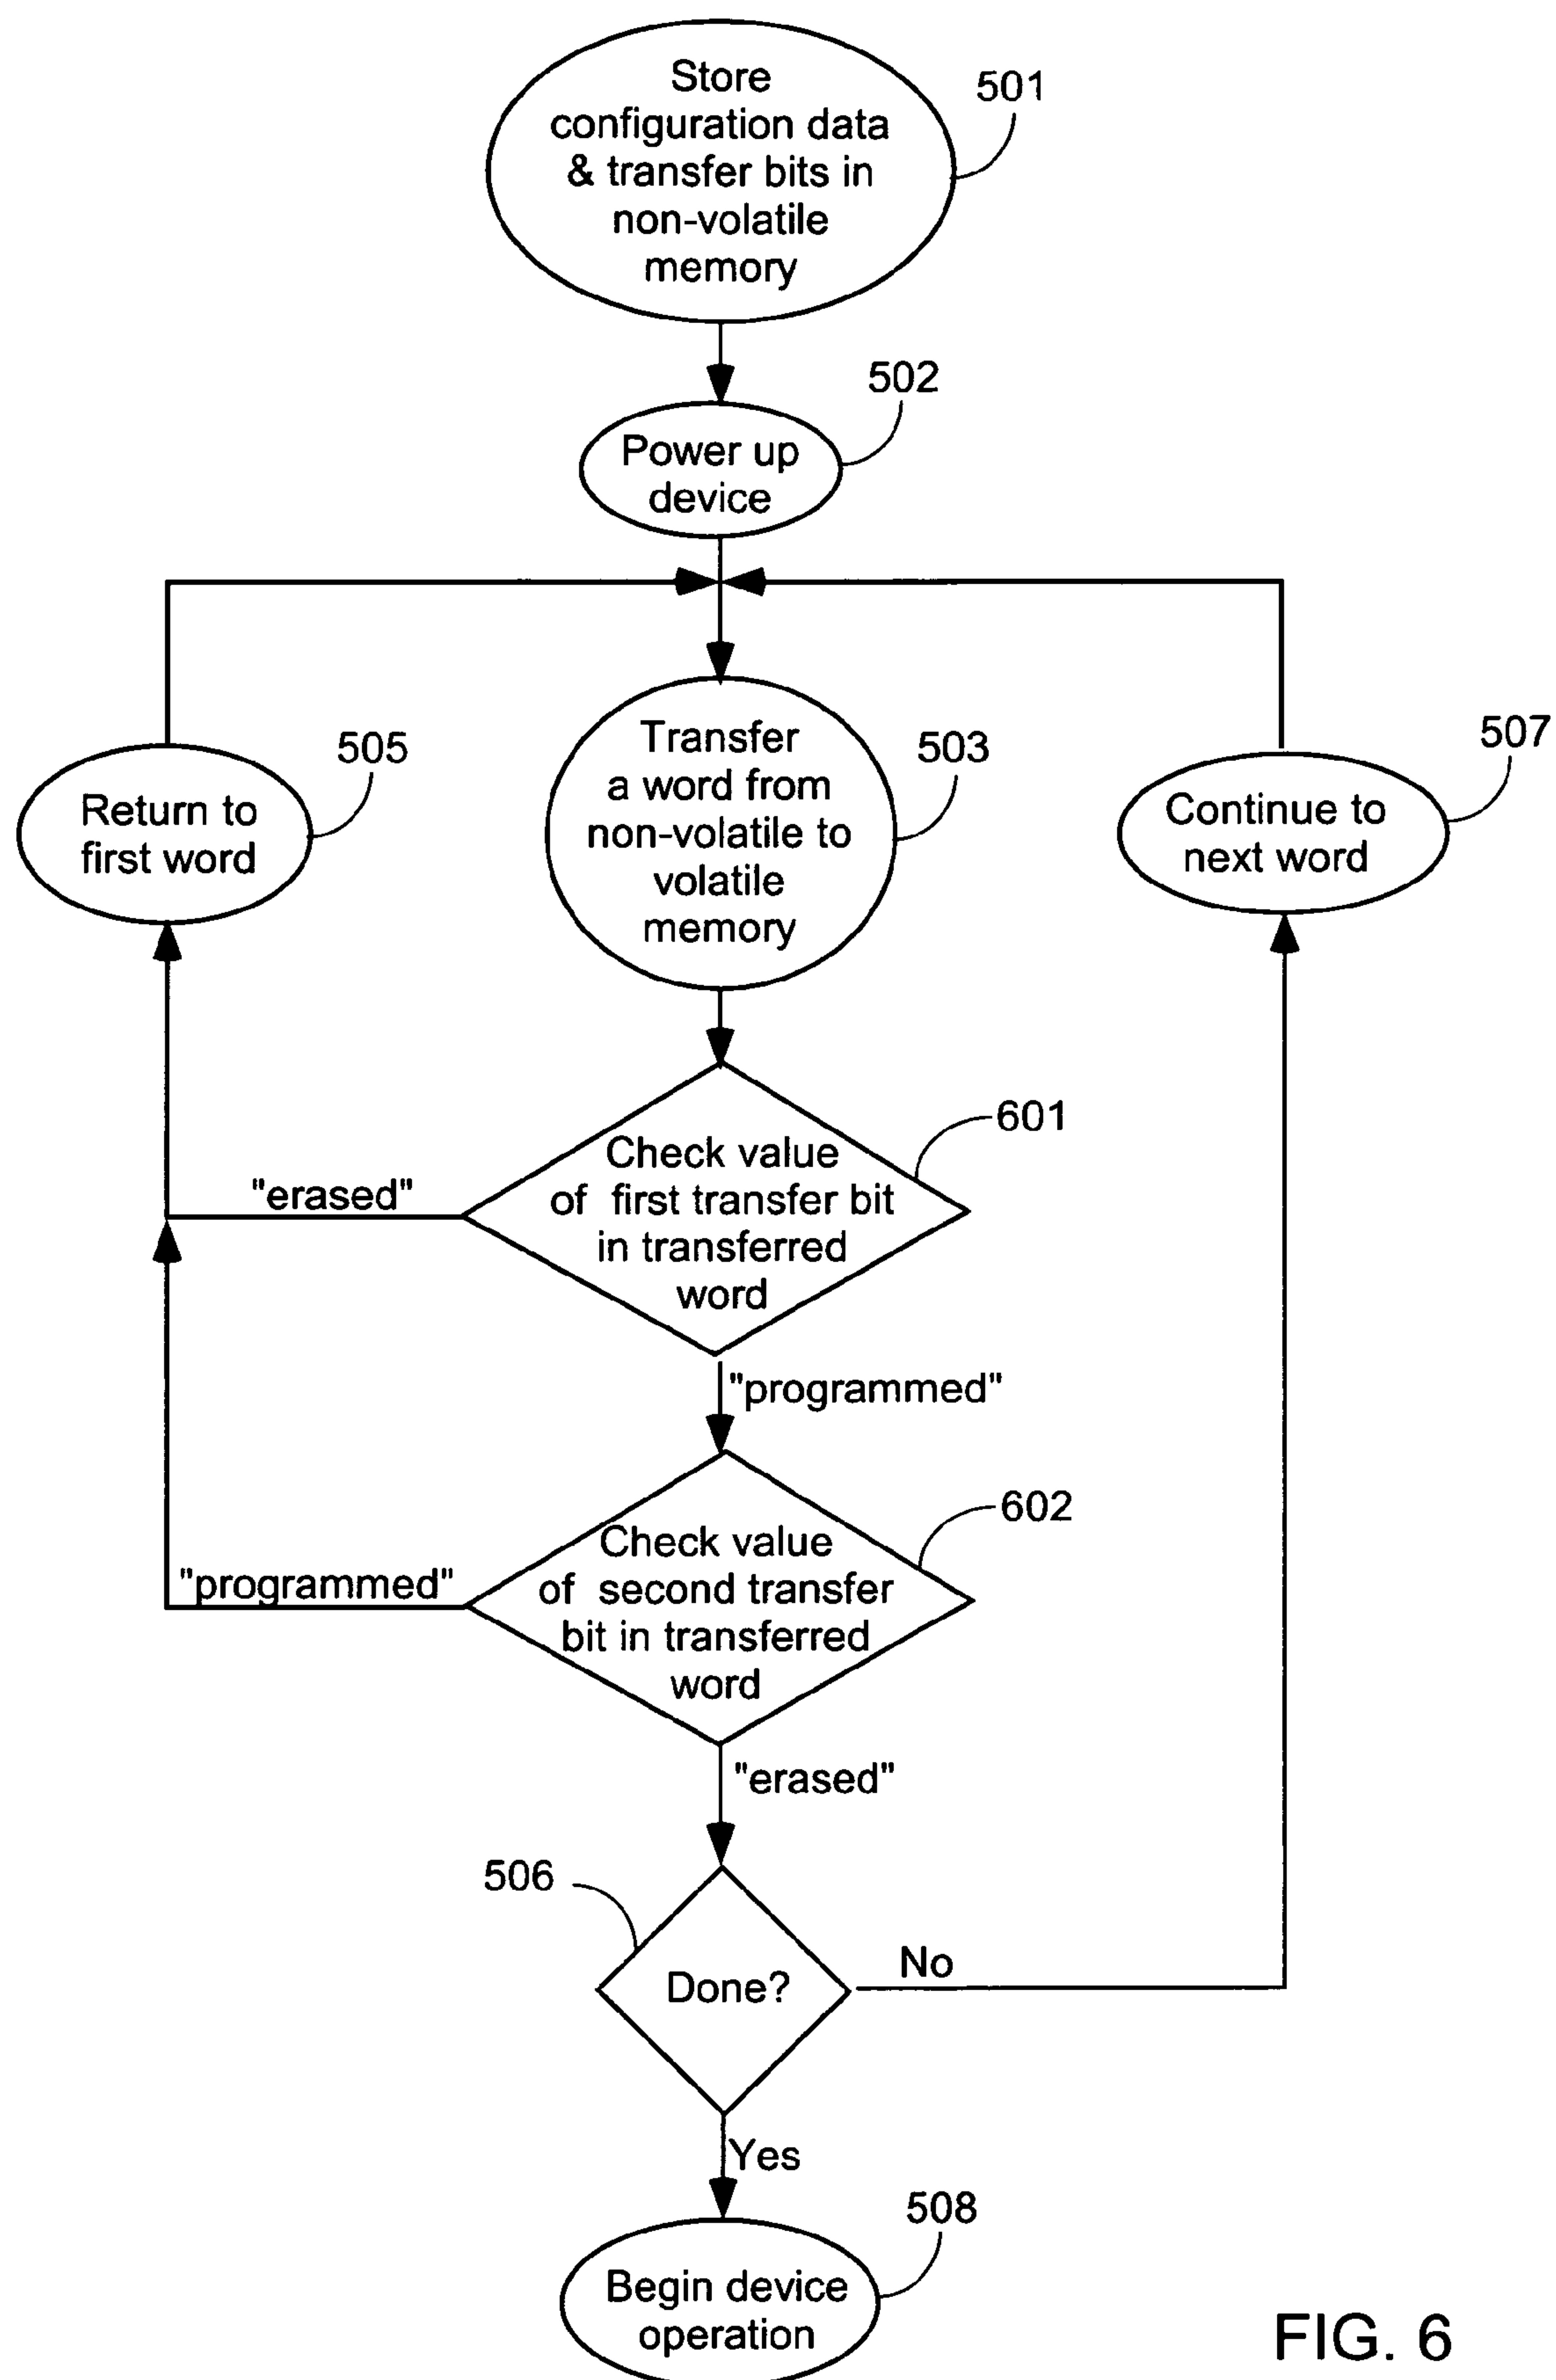 Store
configuration data
& transfer bits in
non-volatile
memory
501
502
Power up
device
505
Return to
first word
503
Transfer
a word from
non-volatile to
volatile
memory
507
Continue to
next word
601
Check value
of first transfer bit
in transferred
word
"erased"
"programmed"
602
Check value
of second transfer
bit in transferred
word
"programmed"
"erased"
506
Done?
No
Yes
508
Begin device
operation
FIG. 6